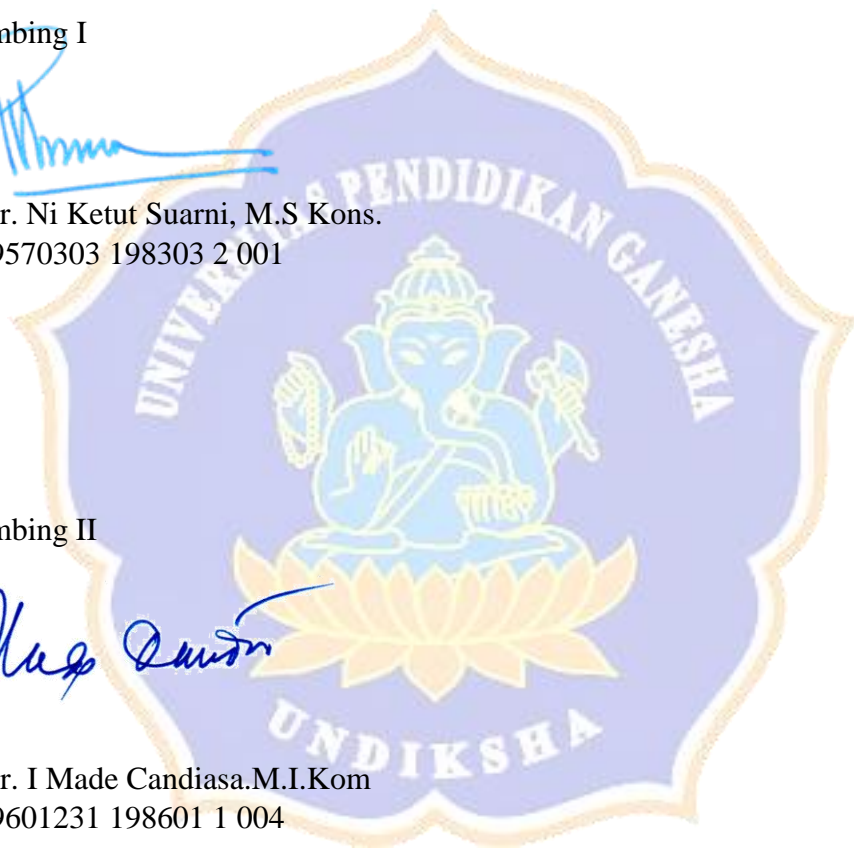 mbing I
r. Ni Ketut Suarni, M.S Kons.
9570303 198303 2 001
UNIVERSITAS PENDIDIKAN GANESHA
mbing II
UNDIKSHA
r. I Made Candiasa.M.I.Kom
9601231 198601 1 004